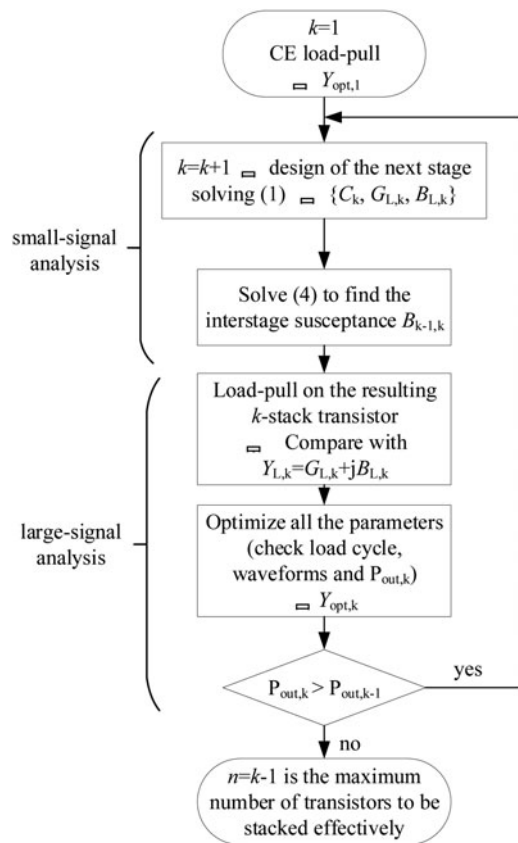 k=1
CE load-pull
Y_opt,1
k=k+1 design of the next stage
solving (1) {C_k, G_L,k, B_L,k}
small-signal
analysis
Solve (4) to find the
interstage susceptance B_k-1,k
Load-pull on the resulting
k-stack transistor
Compare with
Y_L,k=G_L,k+jB_L,k
large-signal
analysis
Optimize all the parameters
(check load cycle,
waveforms and P_out,k)
Y_opt,k
P_out,k > P_out,k-1
yes
no
n=k-1 is the maximum
number of transistors to be
stacked effectively